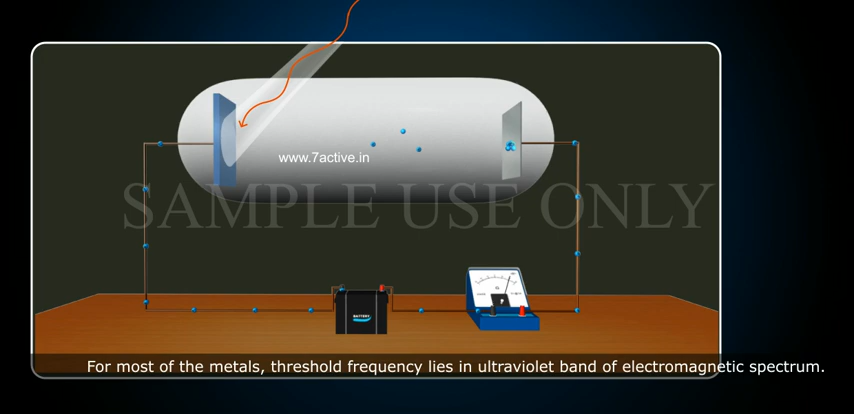 www.7active.in
SAMPLE USE ONLY
BATTERY
For most of the metals, threshold frequency lies in ultraviolet band of electromagnetic spectrum.